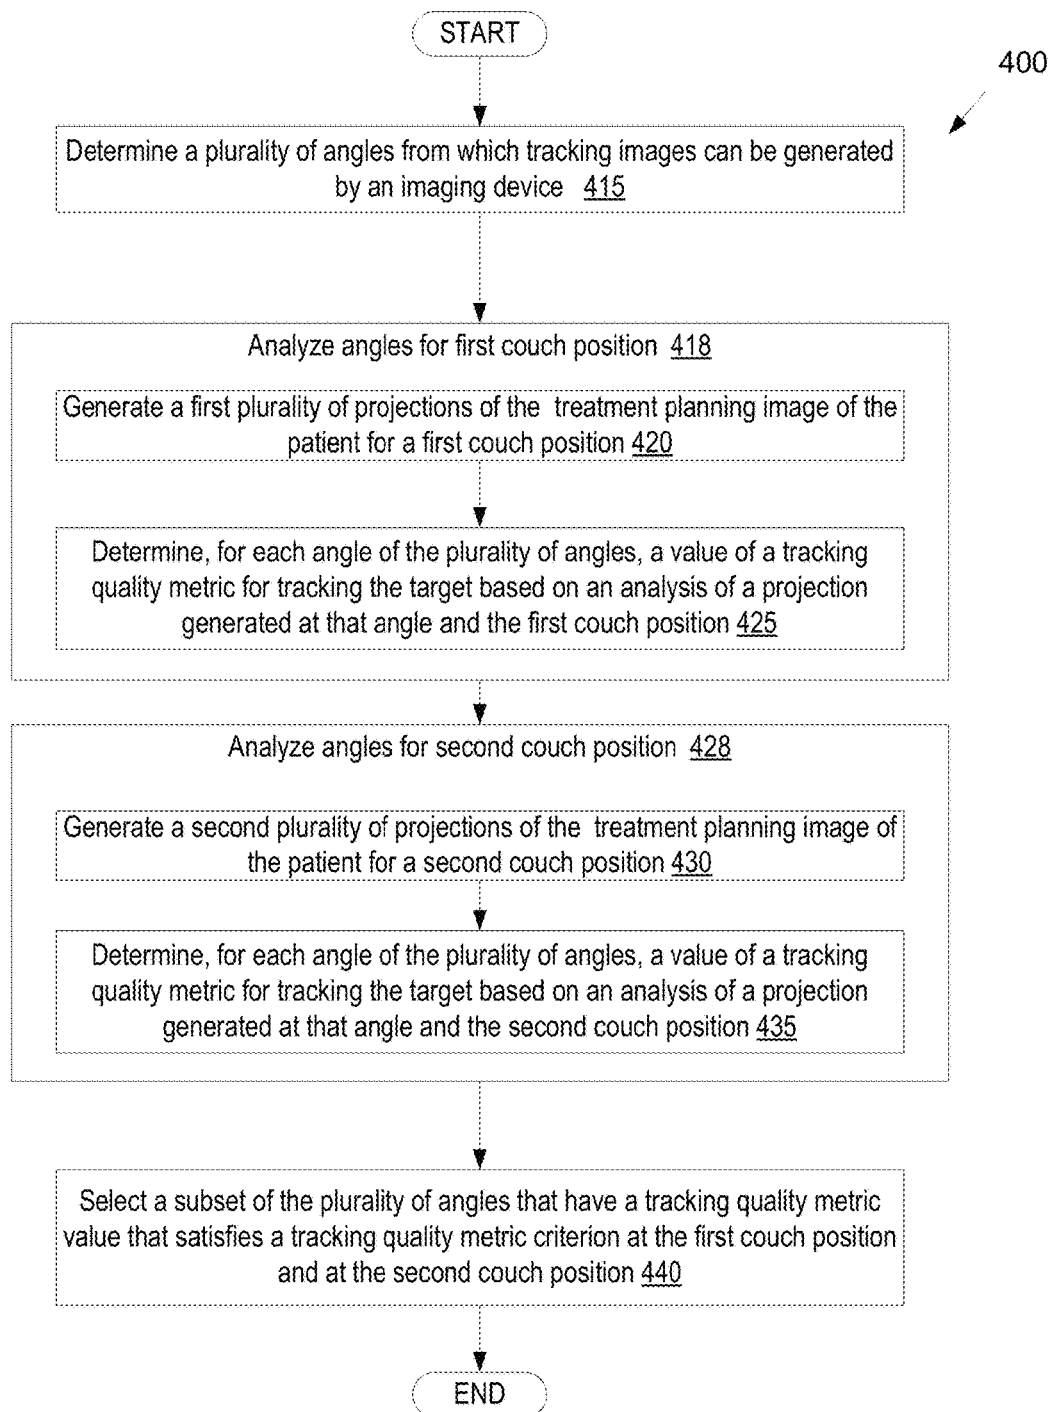 START
400
Determine a plurality of angles from which tracking images can be generated
by an imaging device 415
Analyze angles for first couch position 418
Generate a first plurality of projections of the treatment planning image of the
patient for a first couch position 420
Determine, for each angle of the plurality of angles, a value of a tracking
quality metric for tracking the target based on an analysis of a projection
generated at that angle and the first couch position 425
Analyze angles for second couch position 428
Generate a second plurality of projections of the treatment planning image of
the patient for a second couch position 430
Determine, for each angle of the plurality of angles, a value of a tracking
quality metric for tracking the target based on an analysis of a projection
generated at that angle and the second couch position 435
Select a subset of the plurality of angles that have a tracking quality metric
value that satisfies a tracking quality metric criterion at the first couch position
and at the second couch position 440
END